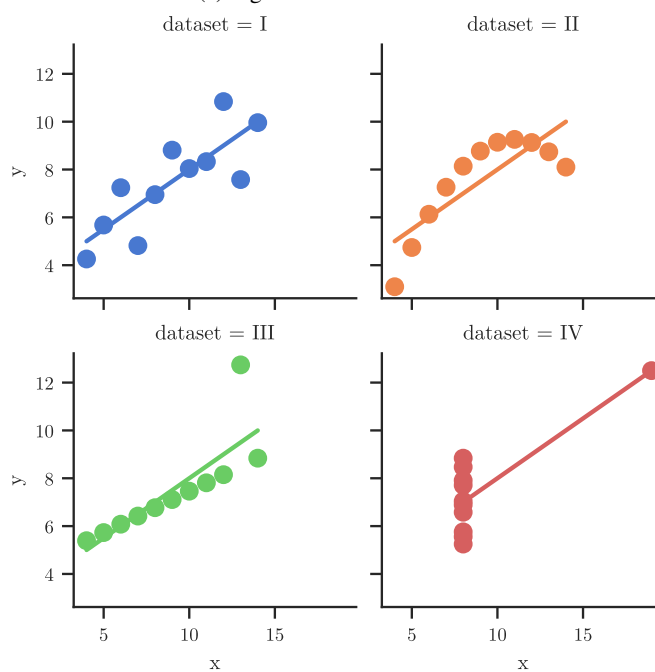 dataset = I
dataset = II
12
10
8
6
4
y
dataset = III
dataset = IV
12
10
8
6
4
y
5
10
15
5
10
15
x
x